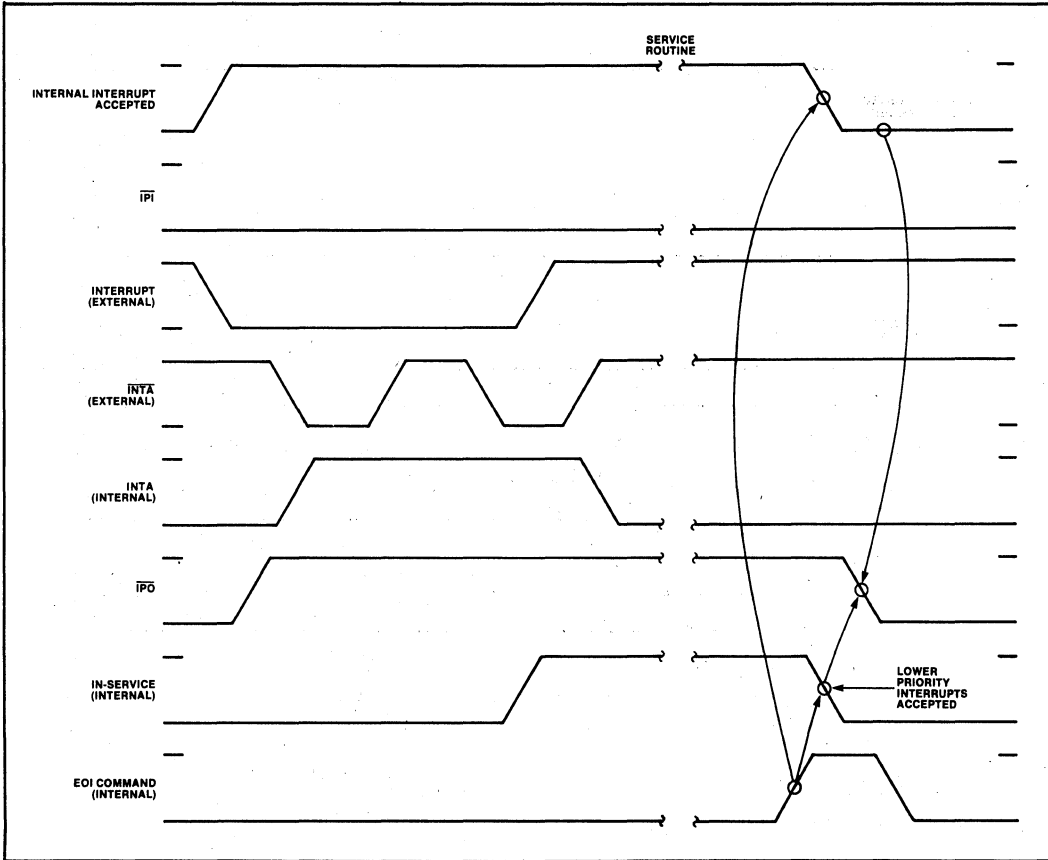 SERVICE
ROUTINE
INTERNAL INTERRUPT
ACCEPTED
IPI
INTERRUPT
(EXTERNAL)
INTA
(EXTERNAL)
INTA
(INTERNAL)
IPO
IN-SERVICE
(INTERNAL)
LOWER
PRIORITY
INTERRUPTS
ACCEPTED
EOI COMMAND
(INTERNAL)